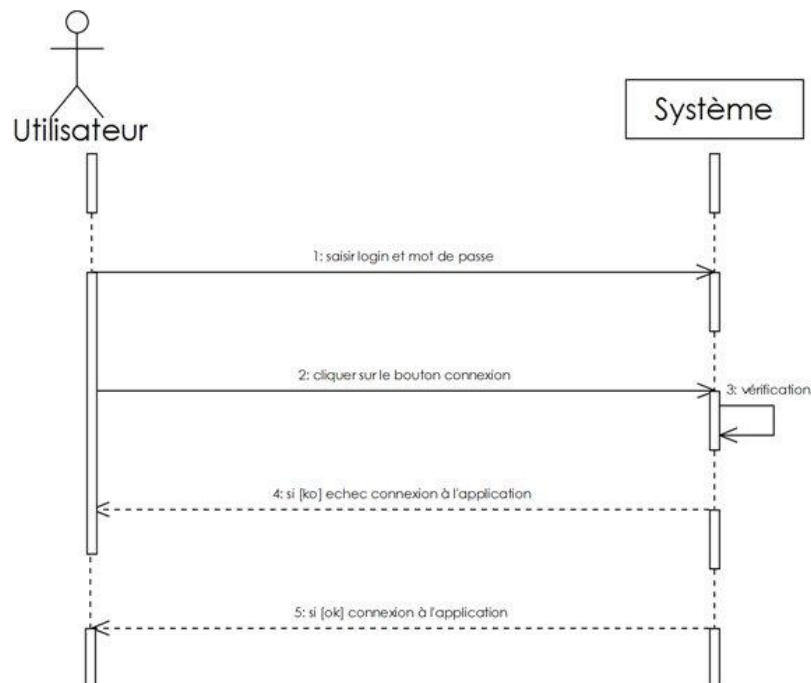 Utilisateur
Système
1: saisir login et mot de passe
2: cliquer sur le bouton connexion
3: vérification
4: si [ko] echec connexion à l'application
5: si [ok] connexion à l'application